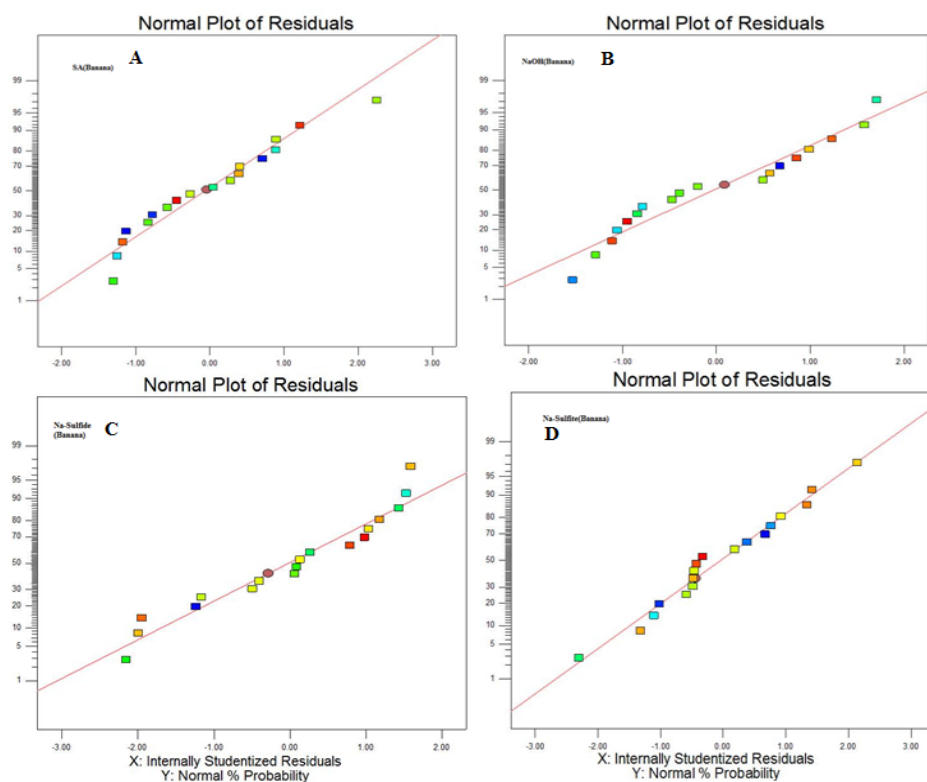 Normal Plot of Residuals
A
SA(Banana)
99
95
90
80
70
50
30
20
10
5
1
-2.00 -1.00 0.00 1.00 2.00 3.00
Normal Plot of Residuals
B
NaOH(Banana)
99
95
90
80
70
50
30
20
10
5
1
-2.00 -1.00 0.00 1.00 2.00
Normal Plot of Residuals
Na-Sulfide
(Banana)
C
99
95
90
80
70
50
30
20
10
5
1
-3.00 -2.00 -1.00 0.00 1.00 2.00
X: Internally Studentized Residuals
Y: Normal % Probability
Normal Plot of Residuals
Na-Sulfite(Banana)
D
99
95
90
80
70
50
30
20
10
5
1
-3.00 -2.00 -1.00 0.00 1.00 2.00 3.00
X: Internally Studentized Residuals
Y: Normal % Probability